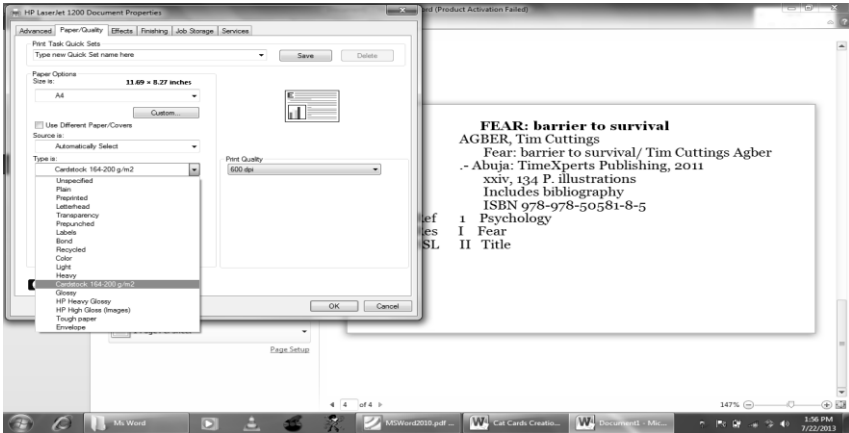 HP LaserJet 1200 Document Properties
rd (Product Activation Failed)
Advanced Paper/Quality Effects Finishing Job Storage Services
Print Task Quick Sets
Type new Quick Set name here
Save
Delete
Paper Options
Size is:
11.69 × 8.27 inches
A4
Custom...
Use Different Paper/Covers
Source is:
Automatically Select
Type is:
Cardstock 164-200 g/m2
Unspecified
Plain
Preprinted
Letterhead
Transparency
Prepunched
Labels
Bond
Recycled
Color
Light
Heavy
Cardstock 164-200 g/m2
Glossy
HP Heavy Glossy
HP High Gloss (Images)
Tough paper
Envelope
Print Quality
600 dpi
OK
Cancel
Page Setup
FEAR: barrier to survival
AGBER, Tim Cuttings
Fear: barrier to survival/ Tim Cuttings Agber
.- Abuja: TimeXperts Publishing, 2011
xxiv, 134 P. illustrations
Includes bibliography
ISBN 978-978-50581-8-5
ef 1 Psychology
es I Fear
SL II Title
4 of 4
147%
Ms Word
MSWord2010.pdf ...
Cat Cards Creatio...
Document1 - Mic...
1:56 PM
7/22/2013